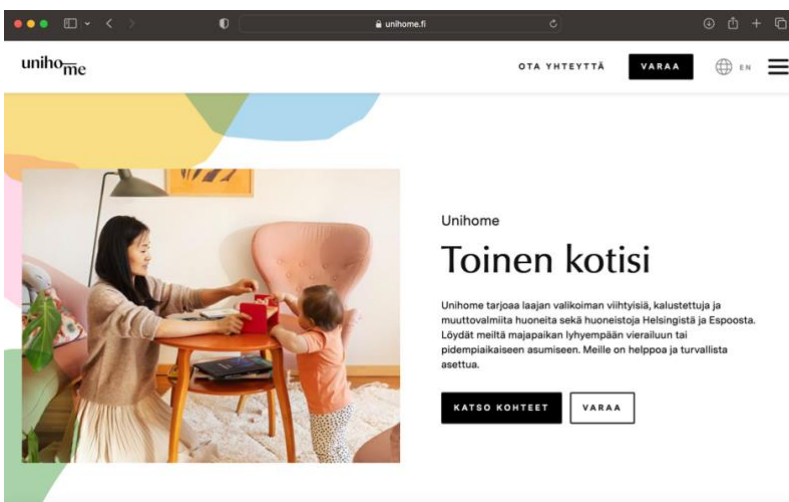 unihome.fi
unihome
OTA YHTEYTTÄ
VARAA
EN
Unihome
Toinen kotisi
Unihome tarjoaa laajan valikoiman viihtyisiä, kalustettuja ja
muuttovalmiita huoneita sekä huoneistoja Helsingistä ja Espoosta.
Löydät meiltä majapaikan lyhyempään vierailuun tai
pidempiaikaiseen asumiseen. Meille on helppoa ja turvallista
asettua.
KATSO KOHTEET
VARAA